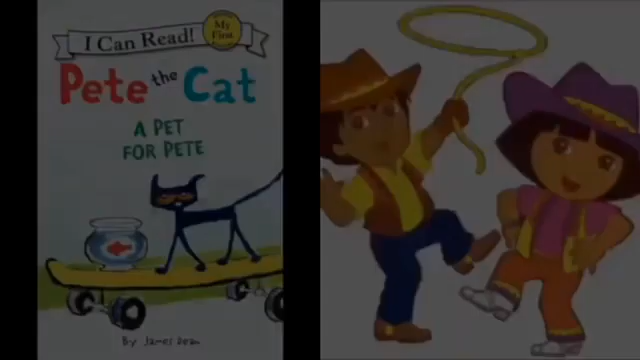 I Can Read!
My
First
Pete the Cat
A PET
FOR PETE
By James Dean